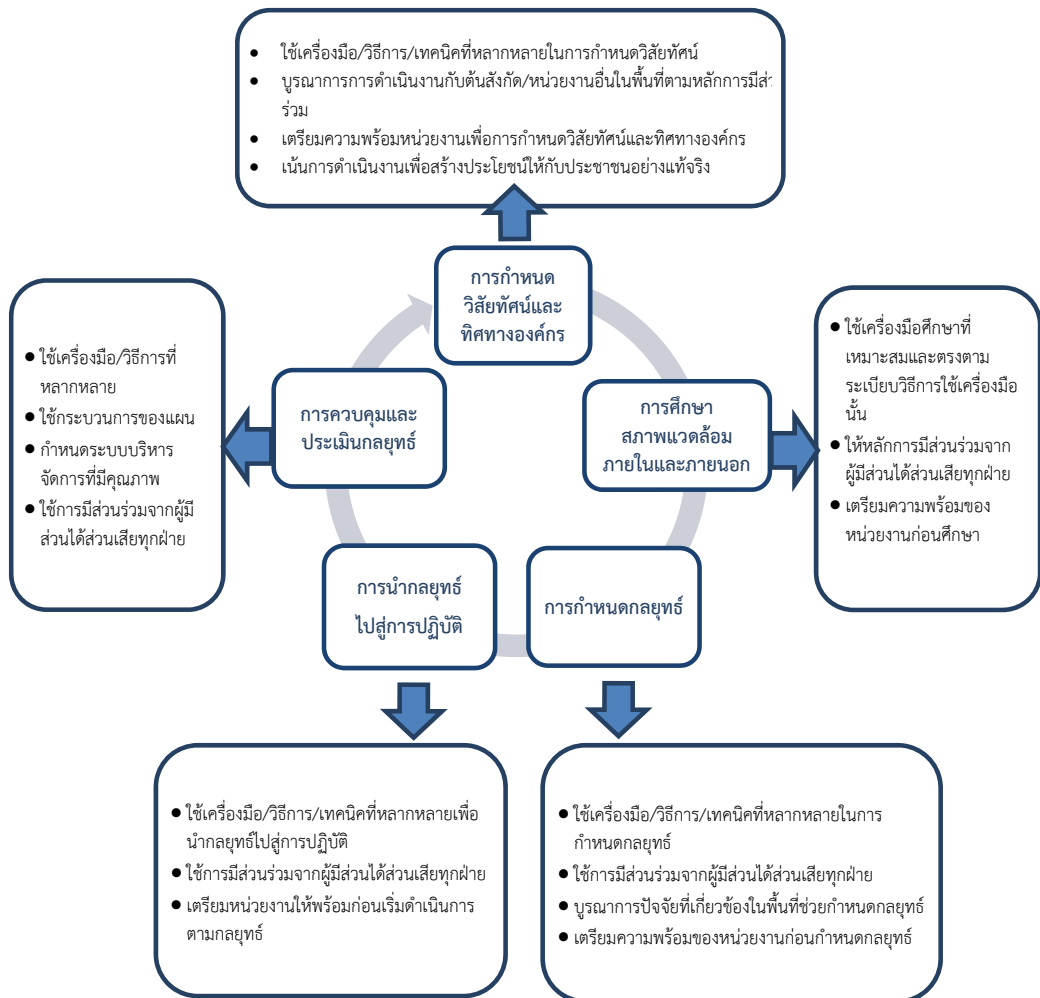 • ใช้เครื่องมือ/วิธีการ/เทคนิคที่หลากหลายในการกำหนดวิสัยทัศน์
• บูรณาการการดำเนินงานกับต้นสังกัด/หน่วยงานอื่นในพื้นที่ตามหลักการมีส่ว
ร่วม
• เตรียมความพร้อมหน่วยงานเพื่อการกำหนดวิสัยทัศน์และทิศทางองค์กร
• เน้นการดำเนินงานเพื่อสร้างประโยชน์ให้กับประชาชนอย่างแท้จริง
การกำหนด
วิสัยทัศน์และ
ทิศทางองค์กร
การศึกษา
สภาพแวดล้อม
ภายในและภายนอก
• ใช้เครื่องมือศึกษาที่
เหมาะสมและตรงตาม
ระเบียบวิธีการใช้เครื่องมือ
นั้น
• ให้หลักการมีส่วนร่วมจาก
ผู้มีส่วนได้ส่วนเสียทุกฝ่าย
• เตรียมความพร้อมของ
หน่วยงานก่อนศึกษา
การกำหนดกลยุทธ์
• ใช้เครื่องมือ/วิธีการ/เทคนิคที่หลากหลายในการ
กำหนดกลยุทธ์
• ใช้การมีส่วนร่วมจากผู้มีส่วนได้ส่วนเสียทุกฝ่าย
• บูรณาการปัจจัยที่เกี่ยวข้องในพื้นที่ช่วยกำหนดกลยุทธ์
• เตรียมความพร้อมของหน่วยงานก่อนกำหนดกลยุทธ์
การนำกลยุทธ์
ไปสู่การปฏิบัติ
• ใช้เครื่องมือ/วิธีการ/เทคนิคที่หลากหลายเพื่อ
นำกลยุทธ์ไปสู่การปฏิบัติ
• ใช้การมีส่วนร่วมจากผู้มีส่วนได้ส่วนเสียทุกฝ่าย
• เตรียมหน่วยงานให้พร้อมก่อนเริ่มดำเนินการ
ตามกลยุทธ์
การควบคุมและ
ประเมินกลยุทธ์
• ใช้เครื่องมือ/วิธีการที่
หลากหลาย
• ใช้กระบวนการของแผน
• กำหนดระบบบริหาร
จัดการที่มีคุณภาพ
• ใช้การมีส่วนร่วมจากผู้มี
ส่วนได้ส่วนเสียทุกฝ่าย